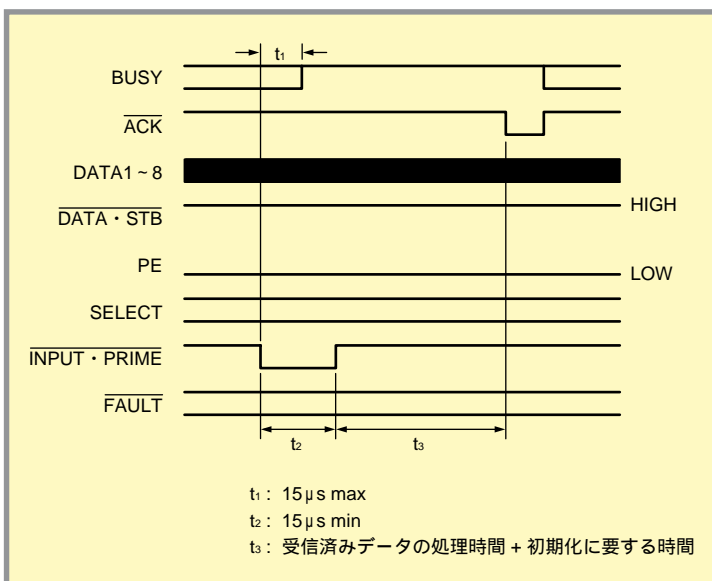 t₁
BUSY
ACK
DATA1 ~ 8
DATA・STB
HIGH
PE
LOW
SELECT
INPUT・PRIME
FAULT
t₂
t₃
t₁ : 15μs max
t₂ : 15μs min
t₃ : 受信済みデータの処理時間 + 初期化に要する時間